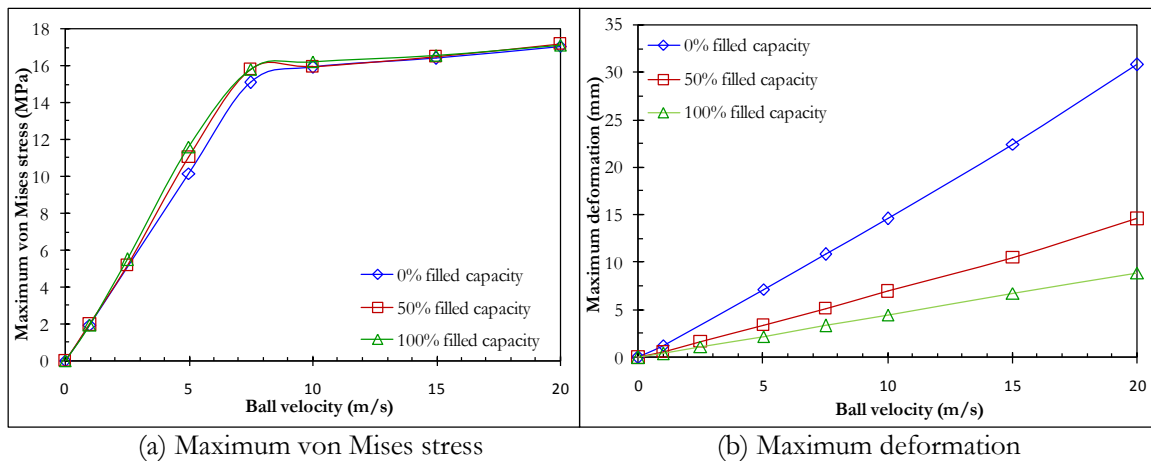 18
16
14
12
10
8
6
4
2
0
Maximum von Mises stress (MPa)
0% filled capacity
50% filled capacity
100% filled capacity
0 5 10 15 20
Ball velocity (m/s)
(a) Maximum von Mises stress
35
30
25
20
15
10
5
0
Maximum deformation (mm)
0% filled capacity
50% filled capacity
100% filled capacity
0 5 10 15 20
Ball velocity (m/s)
(b) Maximum deformation